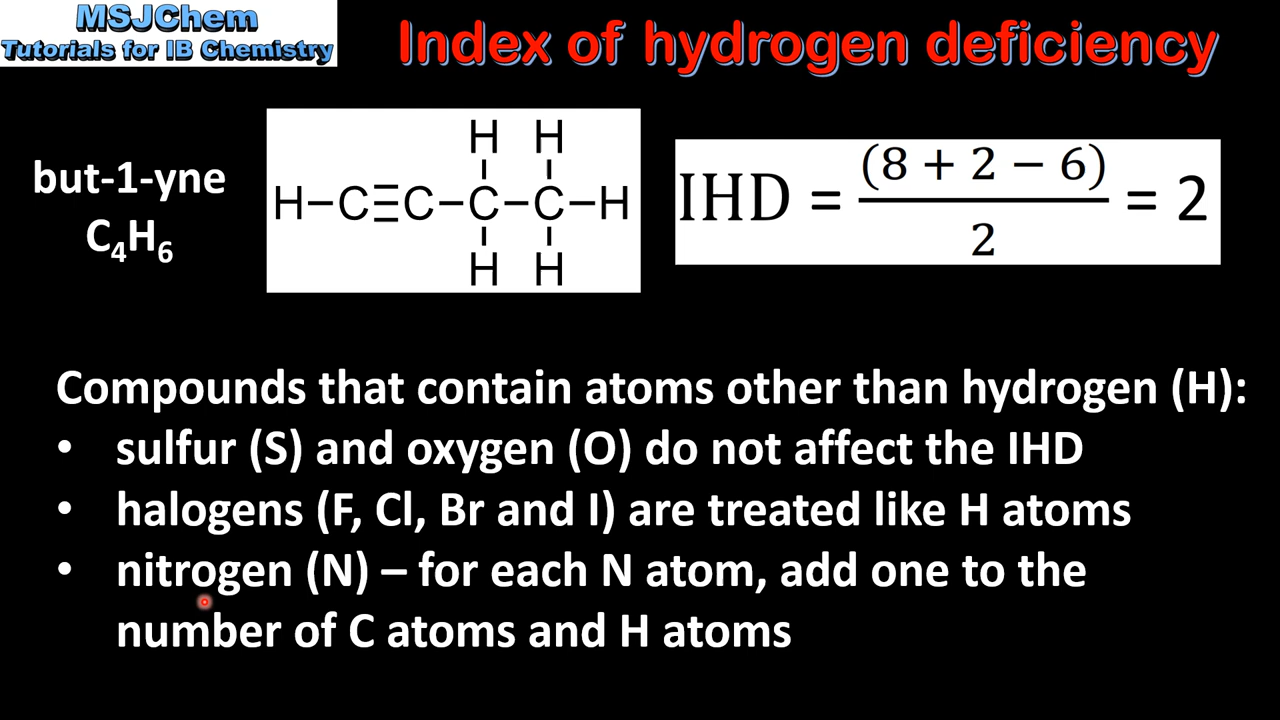 MSJChem
Tutorials for IB Chemistry
Index of hydrogen deficiency
but-1-yne
C₄H₆
H H
H–C≡C–C–C–H
H H
IHD = (8 + 2 − 6) / 2 = 2
Compounds that contain atoms other than hydrogen (H):
• sulfur (S) and oxygen (O) do not affect the IHD
• halogens (F, Cl, Br and I) are treated like H atoms
• nitrogen (N) – for each N atom, add one to the
number of C atoms and H atoms